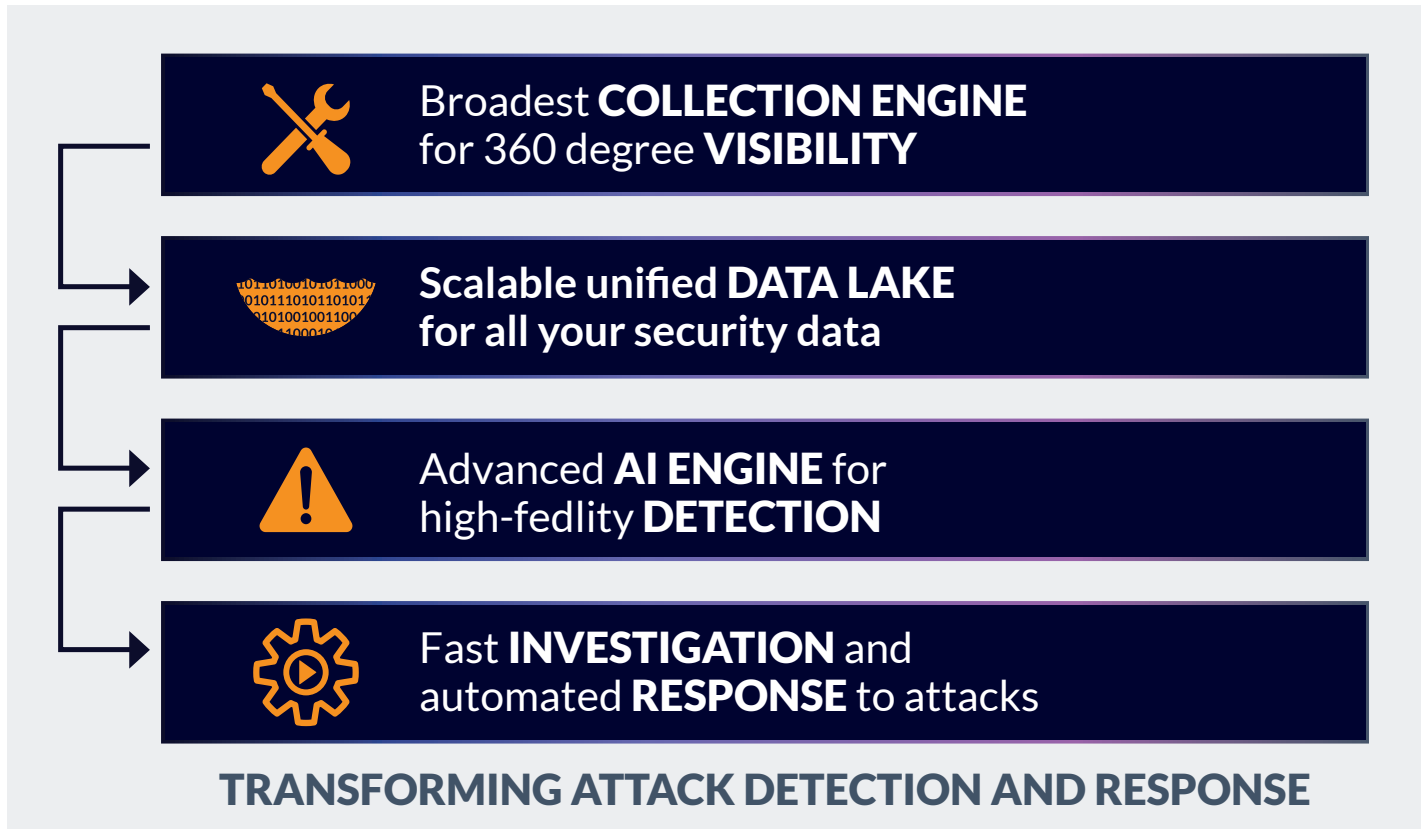 Broadest COLLECTION ENGINE
for 360 degree VISIBILITY
Scalable unified DATA LAKE
for all your security data
Advanced AI ENGINE for
high-fedlity DETECTION
Fast INVESTIGATION and
automated RESPONSE to attacks
TRANSFORMING ATTACK DETECTION AND RESPONSE